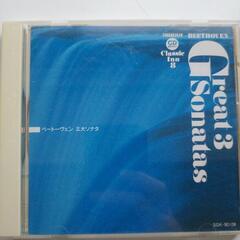 BEETHOVEN
CD
Classic
Inn
8
Great 3
Sonatas
ベートーヴェン 三大ソナタ